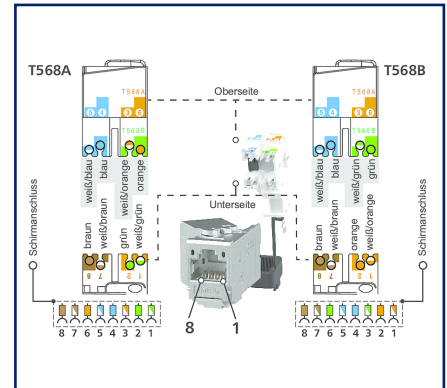 T568A
T568B
Oberseite
Unterseite
T568A
5 4 3 6
T568B
weiß/blau
blau
weiß/orange
orange
braun
weiß/braun
grün
weiß/grün
8 7 2 1
Schirmanschluss
8 7 6 5 4 3 2 1
8 1
T568A
5 4 3 6
T568B
weiß/blau
blau
weiß/grün
grün
braun
weiß/braun
orange
weiß/orange
8 7 2 1
Schirmanschluss
8 7 6 5 4 3 2 1